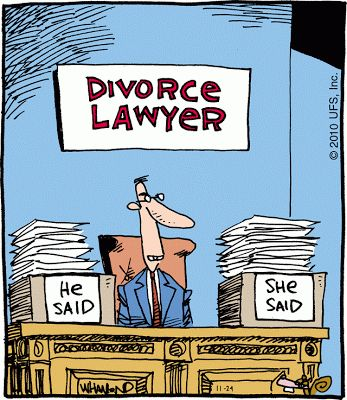 DIVORCE
LAWYER
© 2010 UFS, Inc.
HE
SAID
SHE
SAID
WHAMOND
11-24